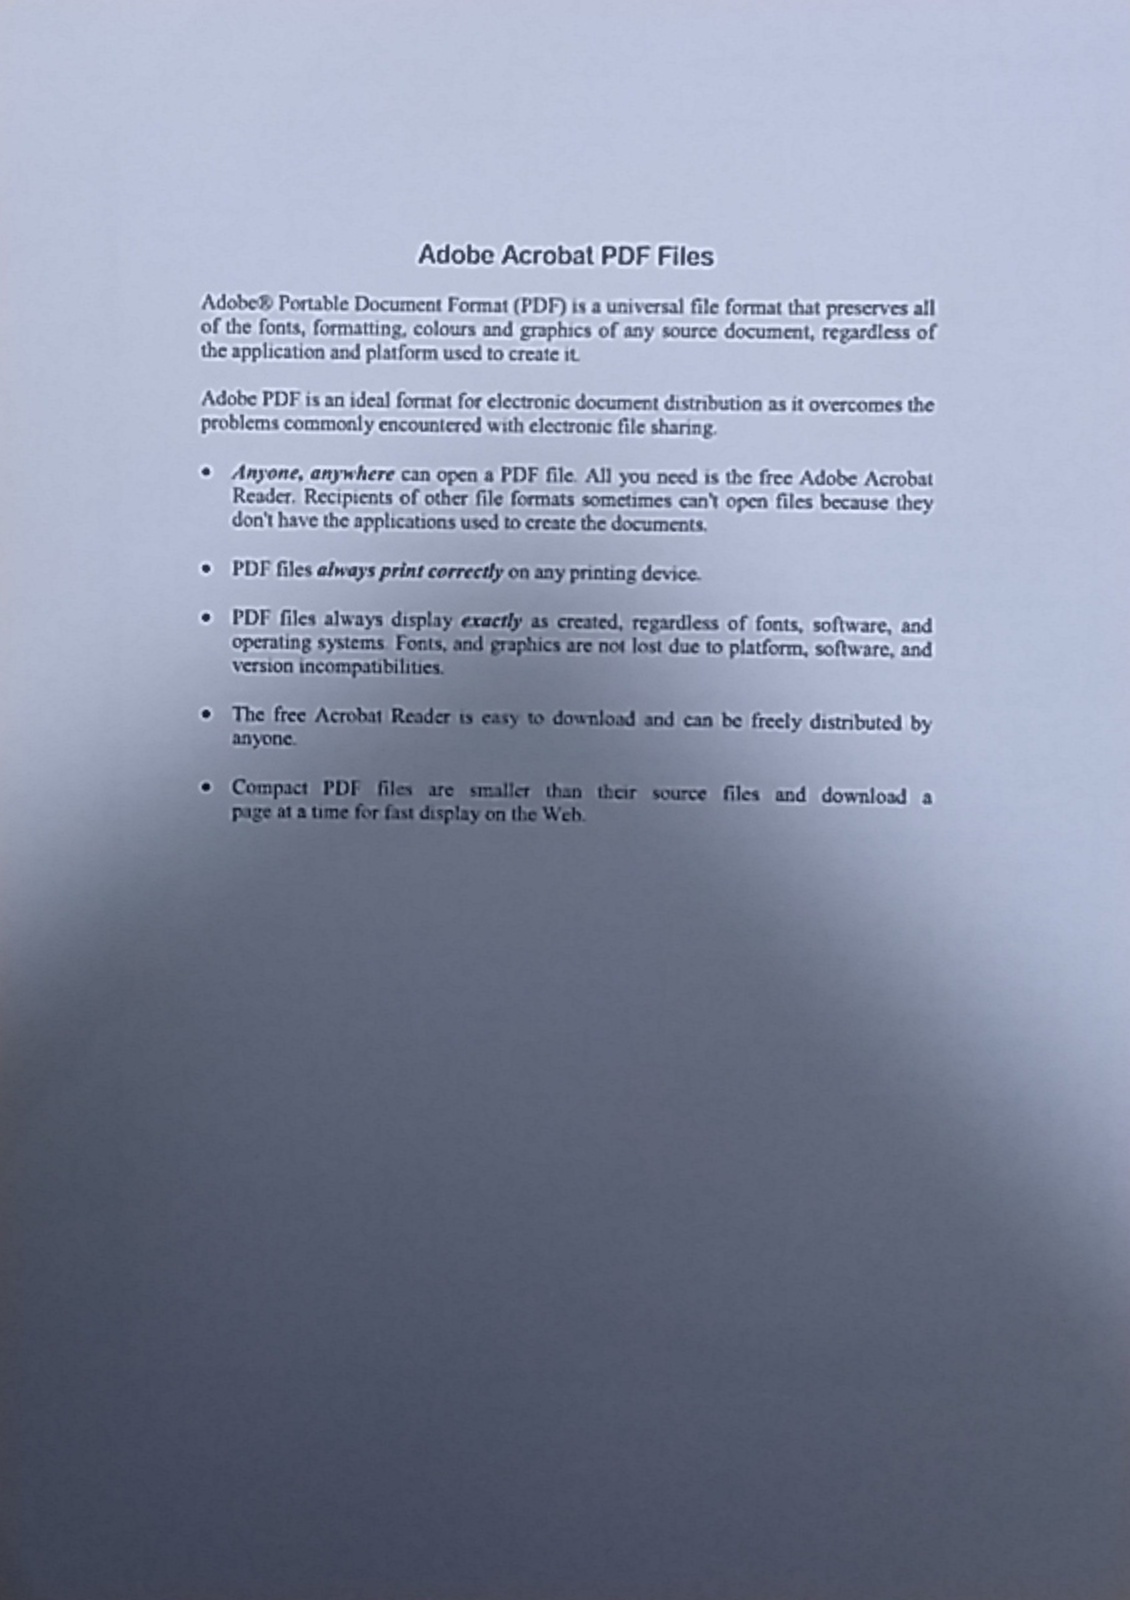 Adobe Acrobat PDF Files
Adobe® Portable Document Format (PDF) is a universal file format that preserves all
of the fonts, formatting, colours and graphics of any source document, regardless of
the application and platform used to create it.
Adobe PDF is an ideal format for electronic document distribution as it overcomes the
problems commonly encountered with electronic file sharing.
• Anyone, anywhere can open a PDF file. All you need is the free Adobe Acrobat
Reader. Recipients of other file formats sometimes can't open files because they
don't have the applications used to create the documents.
• PDF files always print correctly on any printing device.
• PDF files always display exactly as created, regardless of fonts, software, and
operating systems. Fonts, and graphics are not lost due to platform, software, and
version incompatibilities.
• The free Acrobat Reader is easy to download and can be freely distributed by
anyone.
• Compact PDF files are smaller than their source files and download a
page at a time for fast display on the Web.